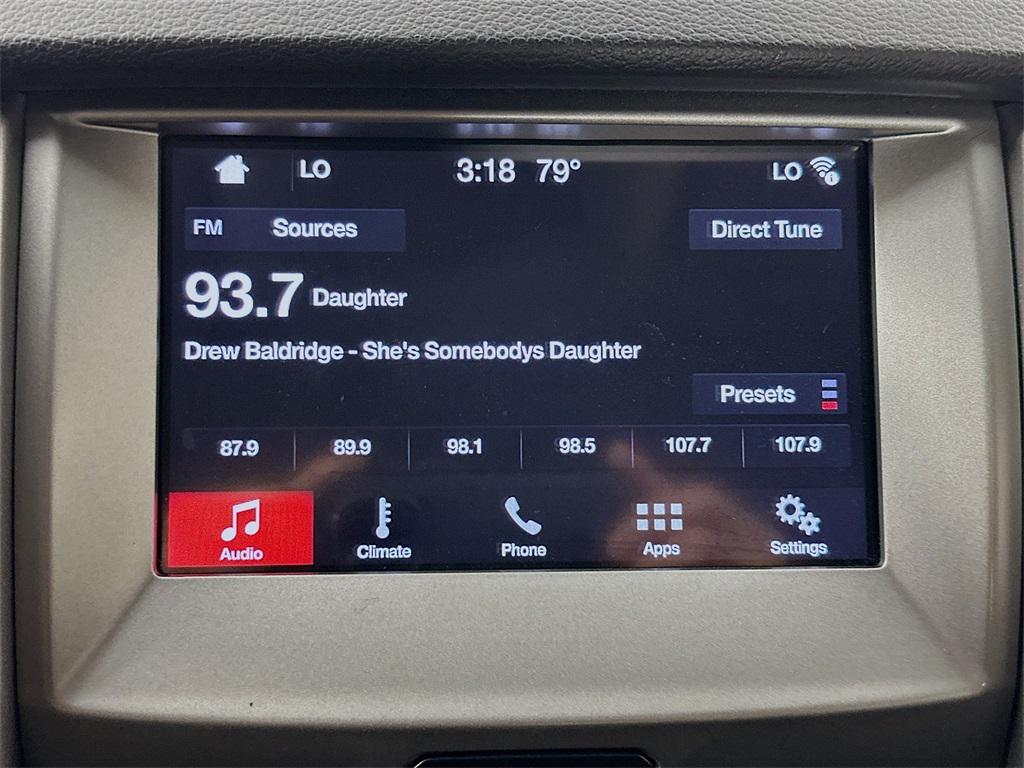 LO 3:18 79° LO
FM Sources Direct Tune
93.7 Daughter
Drew Baldridge - She's Somebodys Daughter
Presets
87.9 89.9 98.1 98.5 107.7 107.9
Audio Climate Phone Apps Settings